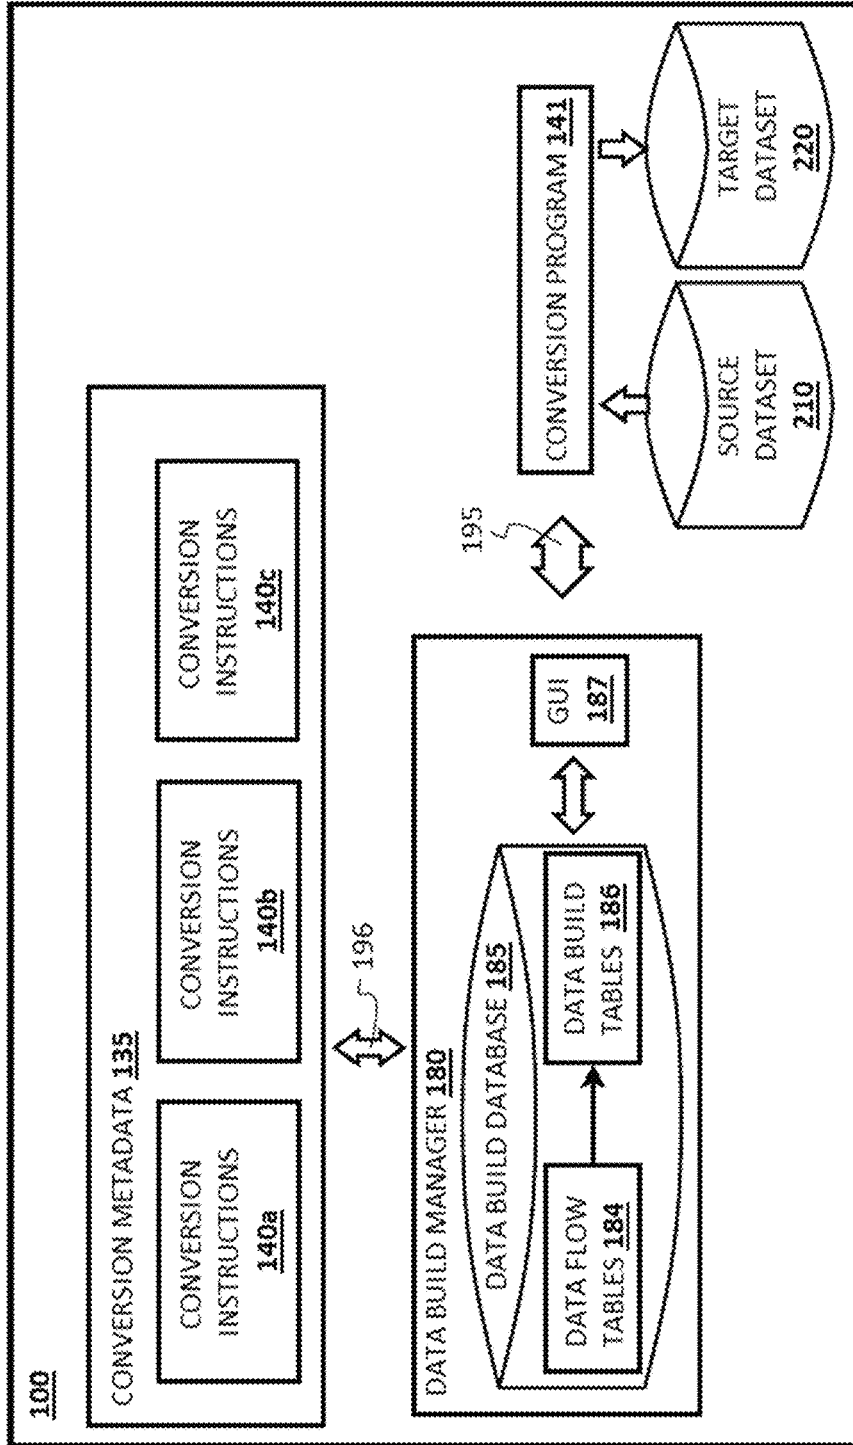 100
CONVERSION METADATA 135
CONVERSION
INSTRUCTIONS
140a
CONVERSION
INSTRUCTIONS
140b
CONVERSION
INSTRUCTIONS
140c
196
DATA BUILD MANAGER 180
DATA BUILD DATABASE 185
DATA FLOW
TABLES 184
DATA BUILD
TABLES 186
GUI
187
195
CONVERSION PROGRAM 141
SOURCE
DATASET
210
TARGET
DATASET
220